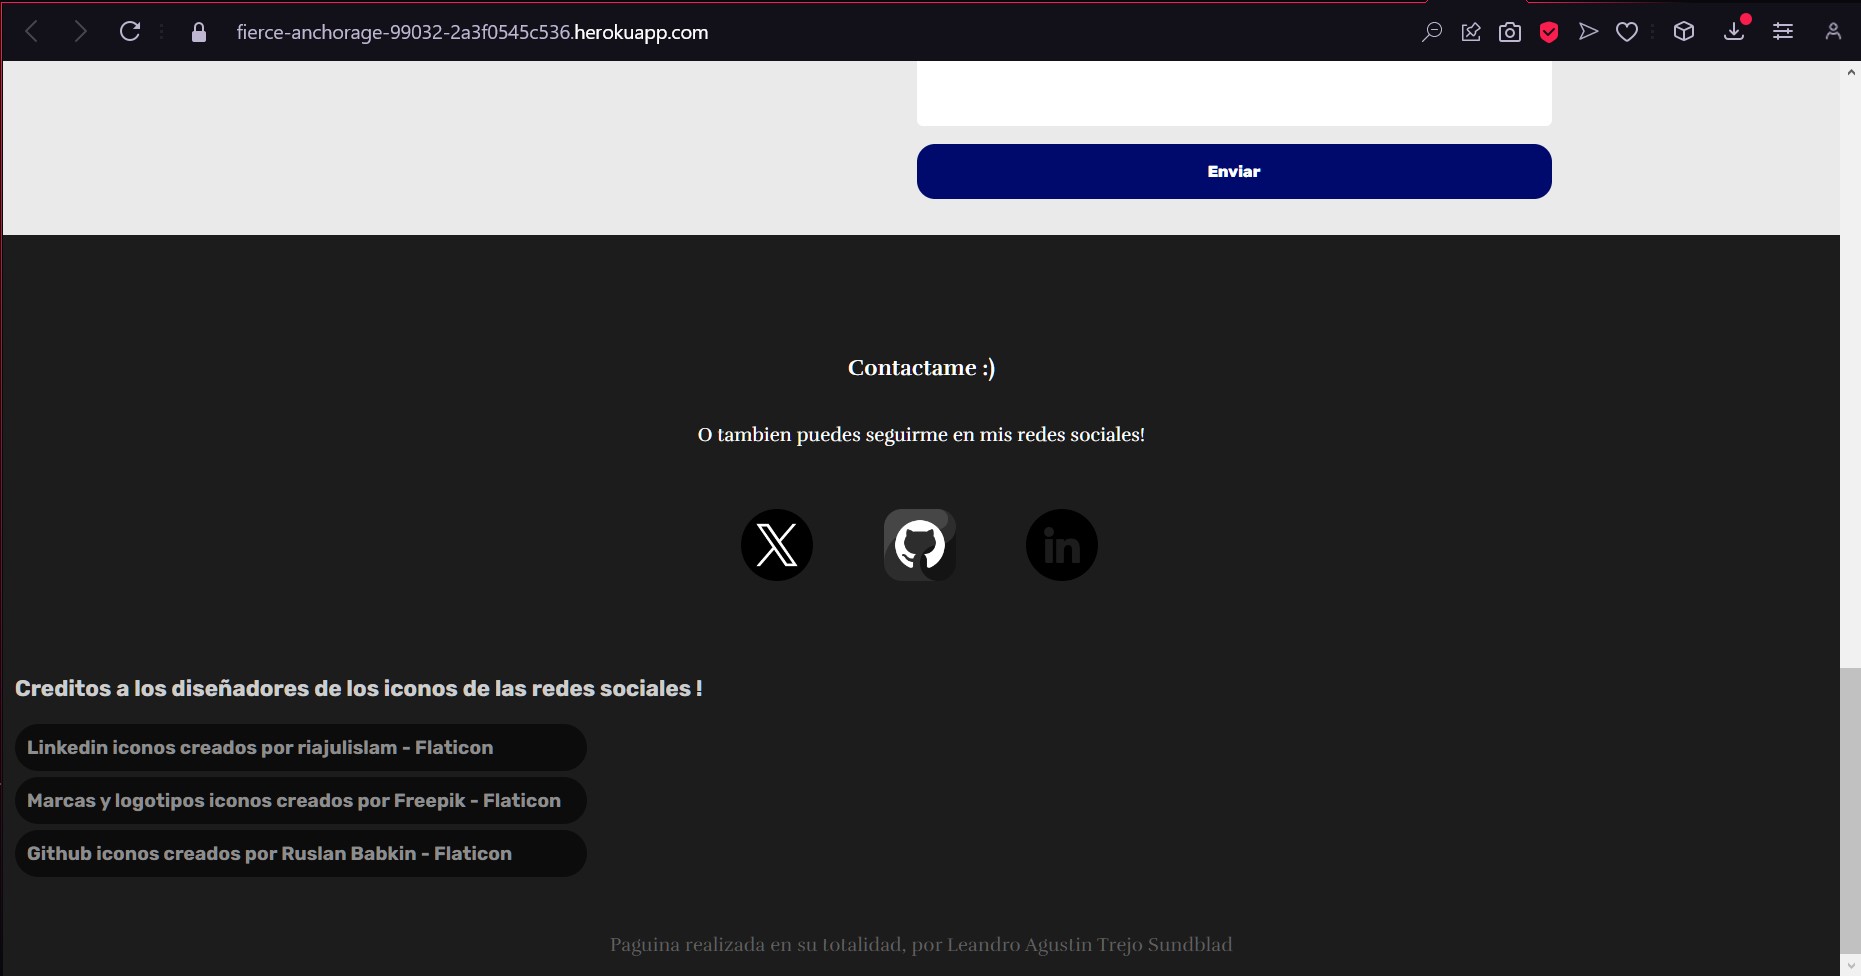 fierce-anchorage-99032-2a3f0545c536.herokuapp.com
Enviar
Contactame :)
O tambien puedes seguirme en mis redes sociales!
in
Creditos a los diseñadores de los iconos de las redes sociales !
Linkedin iconos creados por riajulislam - Flaticon
Marcas y logotipos iconos creados por Freepik - Flaticon
Github iconos creados por Ruslan Babkin - Flaticon
Paguina realizada en su totalidad, por Leandro Agustin Trejo Sundblad